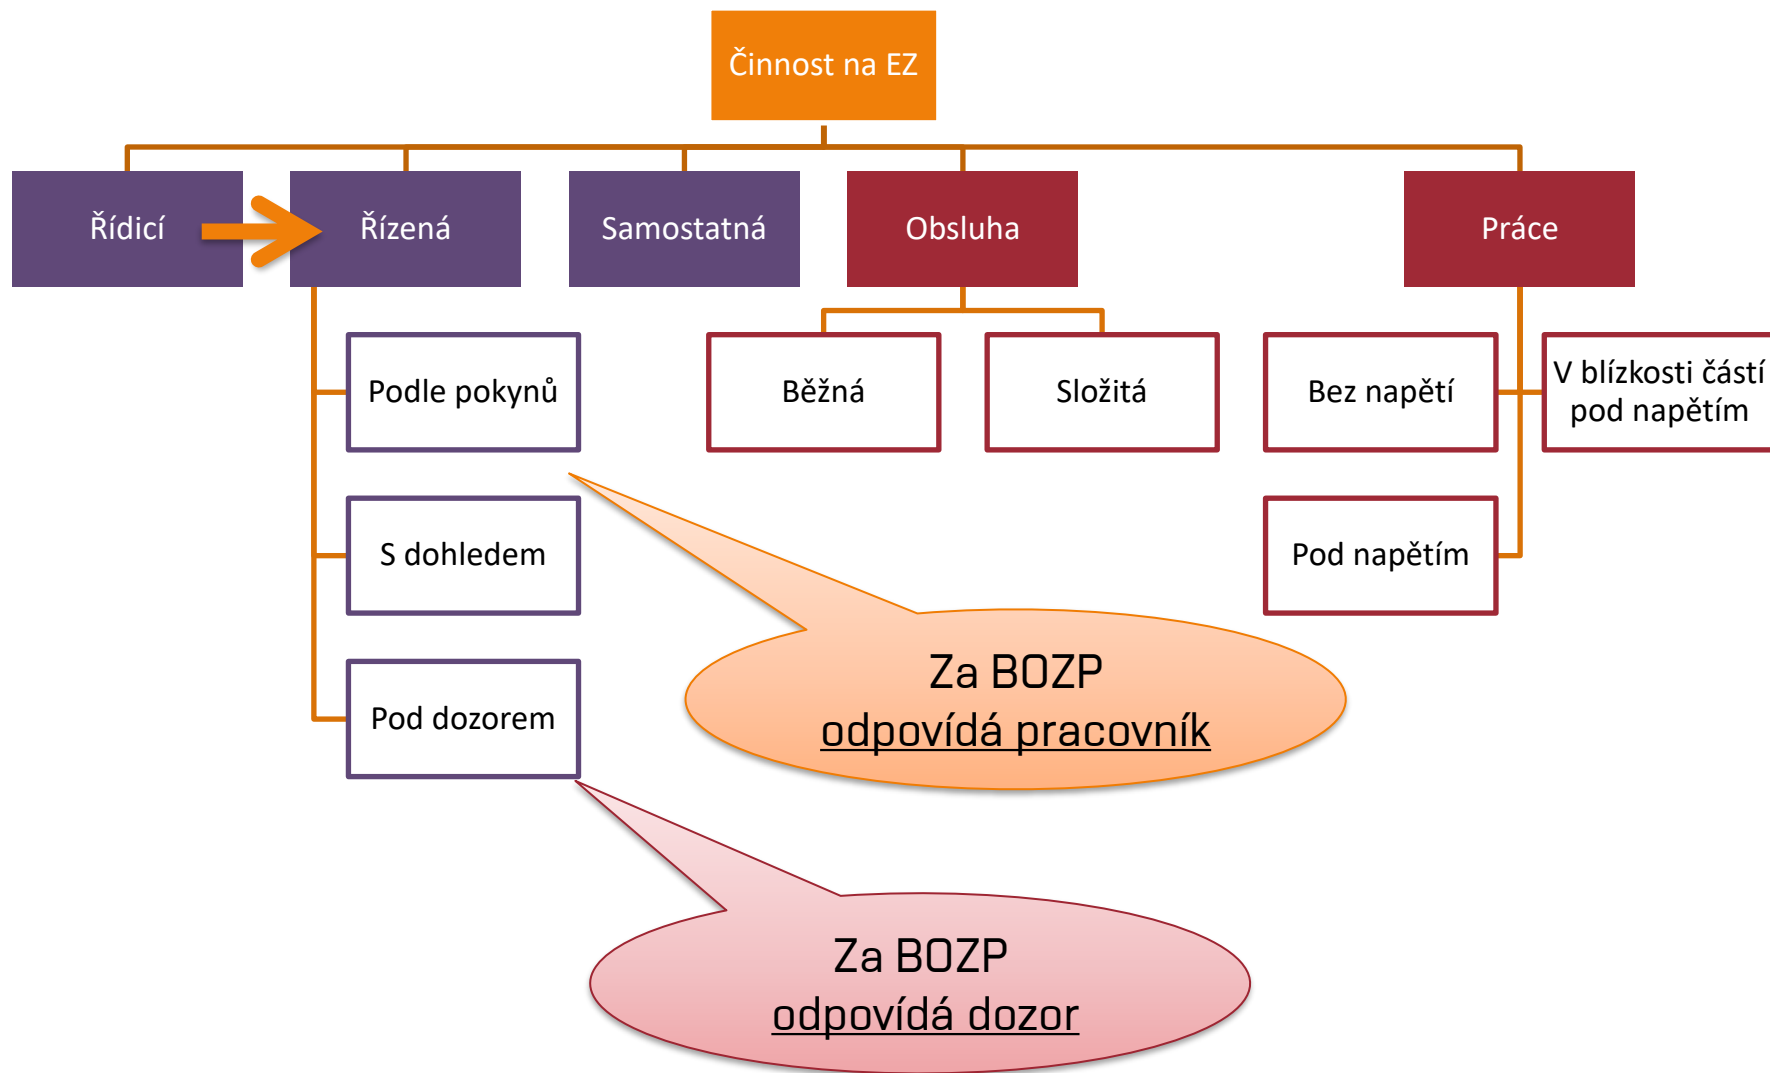 Činnost na EZ
Řídicí
Řízená
Samostatná
Obsluha
Práce
Podle pokynů
Běžná
Složitá
Bez napětí
V blízkosti částí
pod napětím
S dohledem
Pod napětím
Pod dozorem
Za BOZP
odpovídá pracovník
Za BOZP
odpovídá dozor